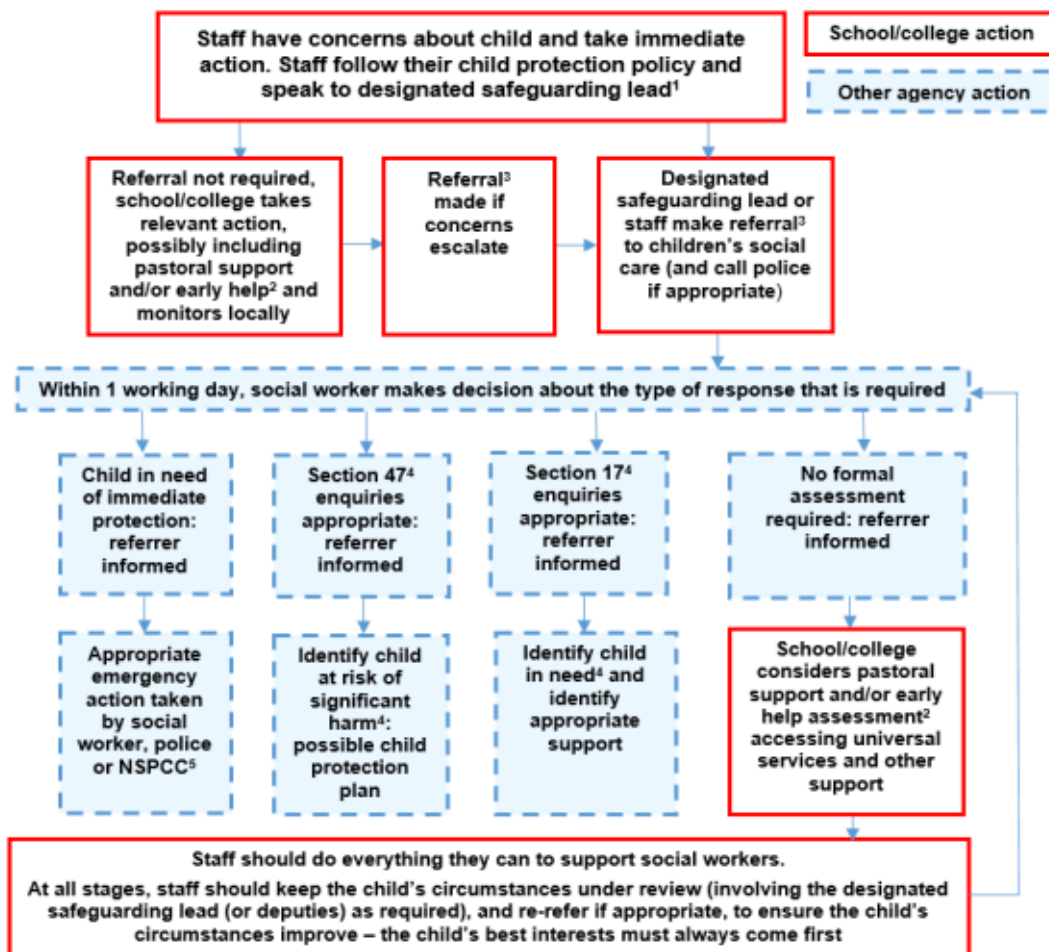 Staff have concerns about child and take immediate
action. Staff follow their child protection policy and
speak to designated safeguarding lead¹
School/college action
Other agency action
Referral not required,
school/college takes
relevant action,
possibly including
pastoral support
and/or early help² and
monitors locally
Referral³
made if
concerns
escalate
Designated
safeguarding lead or
staff make referral³
to children’s social
care (and call police
if appropriate)
Within 1 working day, social worker makes decision about the type of response that is required
Child in need
of immediate
protection:
referrer
informed
Section 47⁴
enquiries
appropriate:
referrer
informed
Section 17⁴
enquiries
appropriate:
referrer
informed
No formal
assessment
required: referrer
informed
Appropriate
emergency
action taken
by social
worker, police
or NSPCC⁵
Identify child
at risk of
significant
harm⁴:
possible child
protection
plan
Identify child
in need⁴ and
identify
appropriate
support
School/college
considers pastoral
support and/or early
help assessment²
accessing universal
services and other
support
Staff should do everything they can to support social workers.
At all stages, staff should keep the child’s circumstances under review (involving the designated
safeguarding lead (or deputies) as required), and re-refer if appropriate, to ensure the child’s
circumstances improve – the child’s best interests must always come first